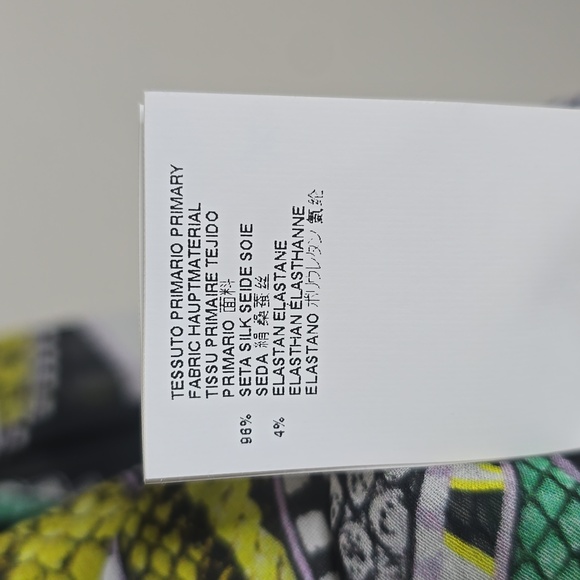 TESSUTO PRIMARIO PRIMARY
FABRIC HAUPTMATERIAL
TISSU PRIMAIRE TEJIDO
PRIMARIO 面料
96% SETA SILK SEIDE SOIE
SEDA 絹 桑蚕丝
4% ELASTAN ELASTANE
ELASTHAN ÉLASTHANNE
ELASTANO ポリウレタン 氨纶